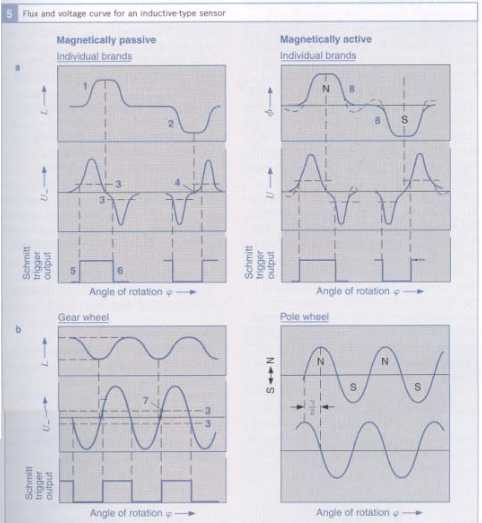 5 Flux and voltage curve for an inductive-type sensor
Magnetically passive
Individual brands
a
L
1
2
U~
3
3
4
Schmitt
trigger
output
5
6
Angle of rotation φ
Magnetically active
Individual brands
ϕ
N
8
8
S
U
Schmitt
trigger
output
Angle of rotation φ
b
Gear wheel
L
U~
7
3
3
Schmitt
trigger
output
Angle of rotation φ
Pole wheel
S N
N
N
S
S
Angle of rotation φ